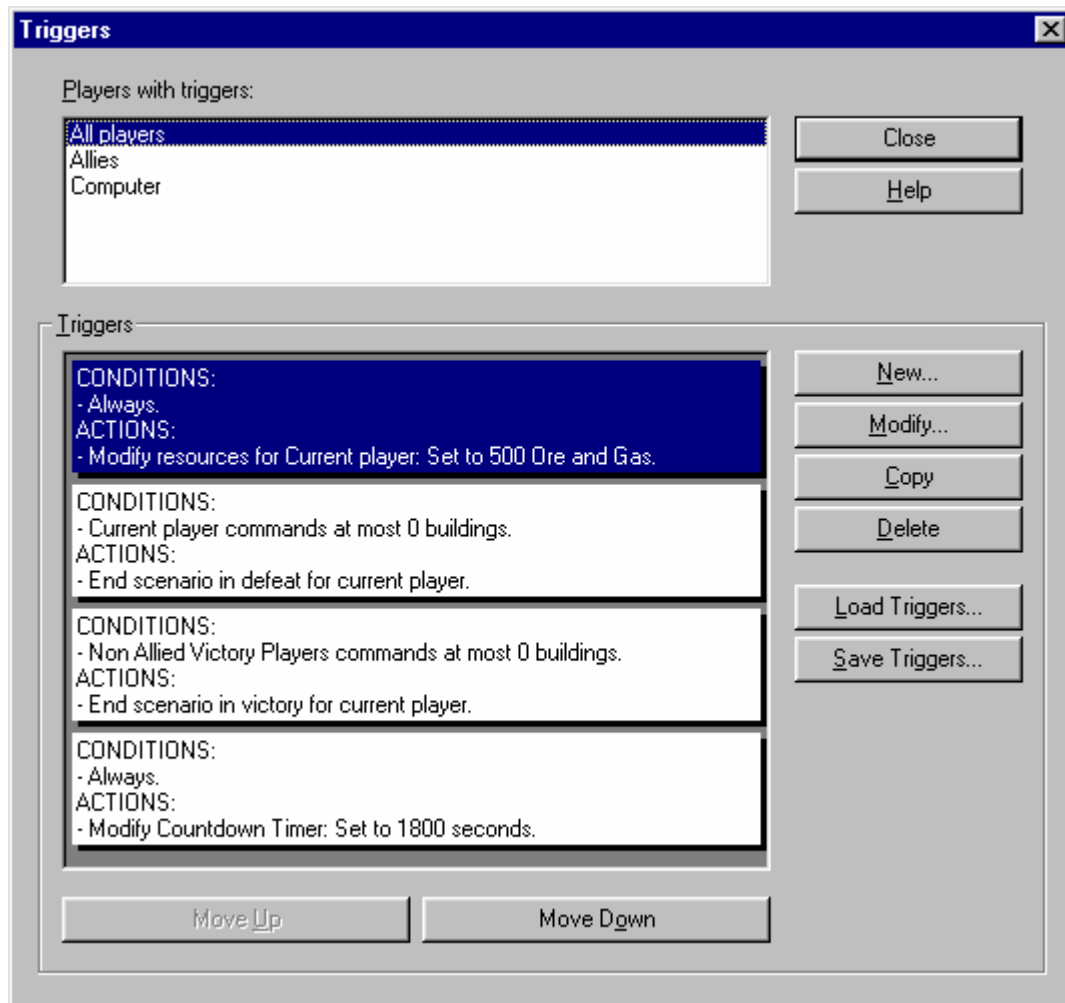 Triggers
Players with triggers:
All players
Allies
Computer
Close
Help
Triggers
CONDITIONS:
- Always.
ACTIONS:
- Modify resources for Current player: Set to 500 Ore and Gas.
CONDITIONS:
- Current player commands at most 0 buildings.
ACTIONS:
- End scenario in defeat for current player.
CONDITIONS:
- Non Allied Victory Players commands at most 0 buildings.
ACTIONS:
- End scenario in victory for current player.
CONDITIONS:
- Always.
ACTIONS:
- Modify Countdown Timer: Set to 1800 seconds.
New...
Modify...
Copy
Delete
Load Triggers...
Save Triggers...
Move Up
Move Down